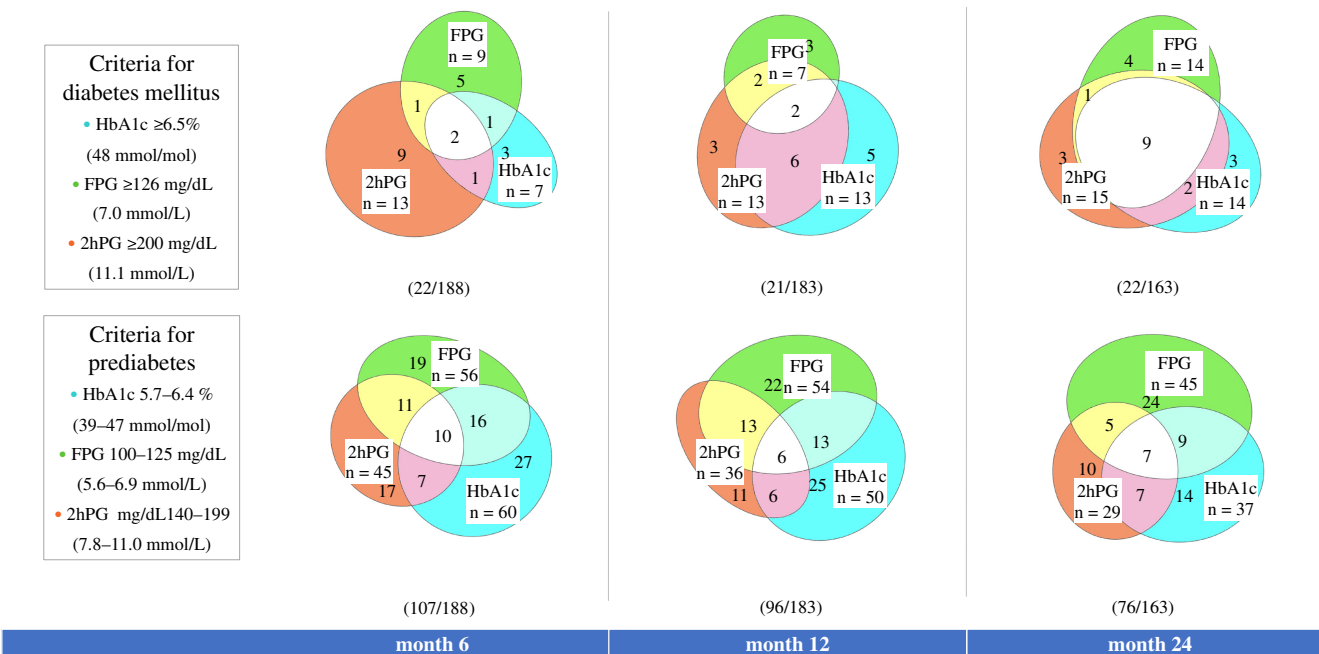 Criteria for
diabetes mellitus
• HbA1c ≥6.5%
(48 mmol/mol)
• FPG ≥126 mg/dL
(7.0 mmol/L)
• 2hPG ≥200 mg/dL
(11.1 mmol/L)
FPG
n = 9
5
1
1
2
9
3
1
2hPG
n = 13
HbA1c
n = 7
(22/188)
3
FPG
n = 7
2
2
3
6
5
2hPG
n = 13
HbA1c
n = 13
(21/183)
4
FPG
n = 14
1
9
3
3
2
2hPG
n = 15
HbA1c
n = 14
(22/163)
Criteria for
prediabetes
• HbA1c 5.7–6.4 %
(39–47 mmol/mol)
• FPG 100–125 mg/dL
(5.6–6.9 mmol/L)
• 2hPG mg/dL140–199
(7.8–11.0 mmol/L)
19
FPG
n = 56
11
16
10
27
7
17
2hPG
n = 45
HbA1c
n = 60
(107/188)
22
FPG
n = 54
13
13
6
25
6
11
2hPG
n = 36
HbA1c
n = 50
(96/183)
FPG
n = 45
24
5
9
7
10
7
14
2hPG
n = 29
HbA1c
n = 37
(76/163)
month 6
month 12
month 24